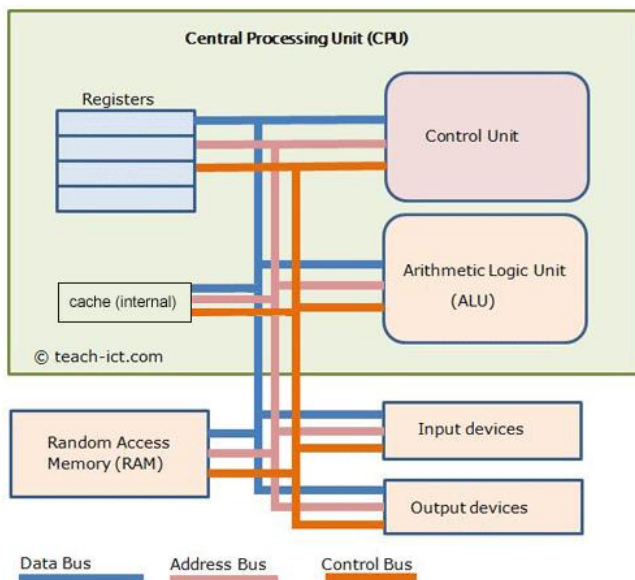 Central Processing Unit (CPU)
Registers
Control Unit
Arithmetic Logic Unit
(ALU)
cache (internal)
© teach-ict.com
Random Access
Memory (RAM)
Input devices
Output devices
Data Bus
Address Bus
Control Bus